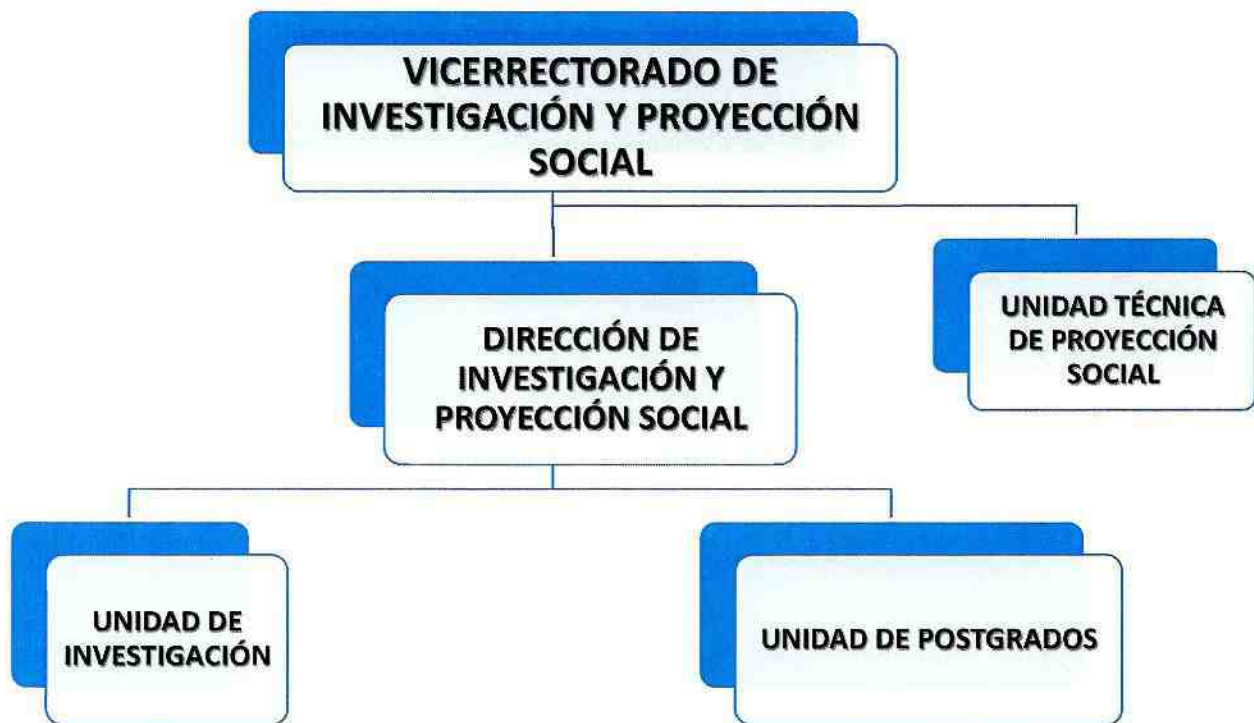 VICERRECTORADO DE
INVESTIGACIÓN Y PROYECCIÓN
SOCIAL
DIRECCIÓN DE
INVESTIGACIÓN Y
PROYECCIÓN SOCIAL
UNIDAD TÉCNICA
DE PROYECCIÓN
SOCIAL
UNIDAD DE
INVESTIGACIÓN
UNIDAD DE POSTGRADOS